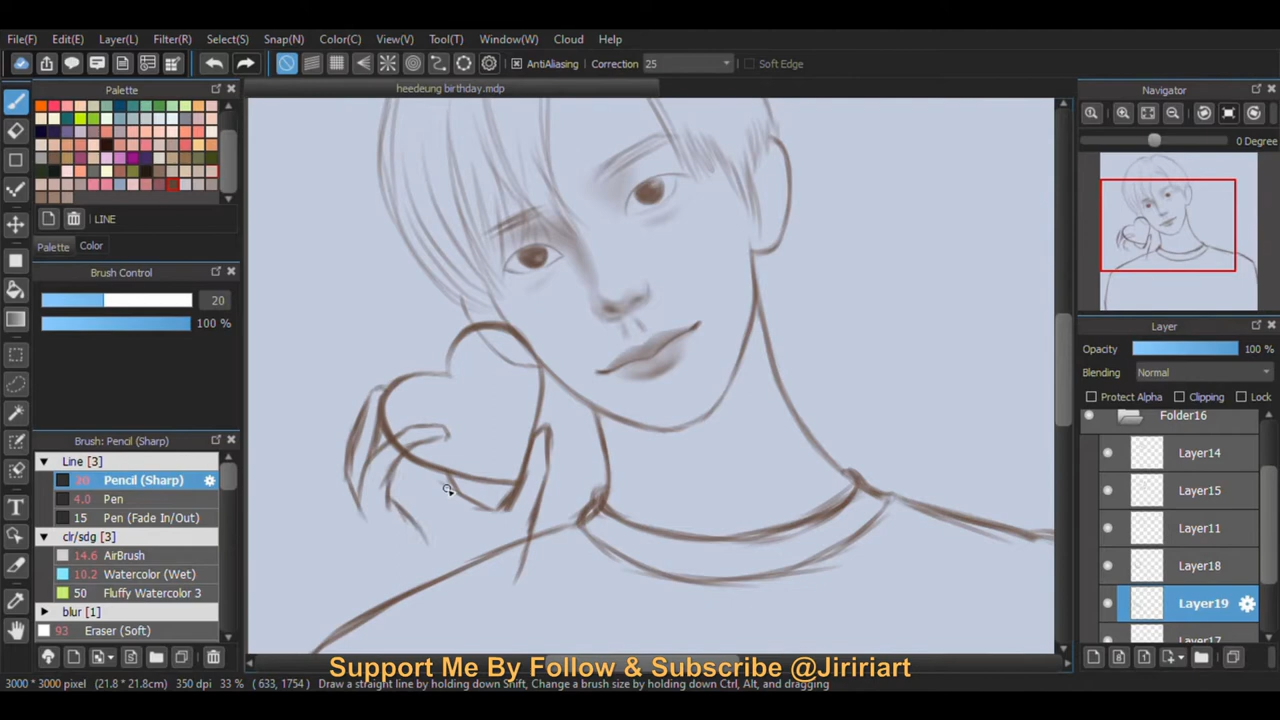 File(F) Edit(E) Layer(L) Filter(R) Select(S) Snap(N) Color(C) View(V) Tool(T) Window(W) Cloud Help
AntiAliasing Correction 25 Soft Edge
Palette
heedeung birthday.mdp
Navigator
0 Degree
LINE
Palette Color
Brush Control
20
100 %
Layer
Opacity 100 %
Blending Normal
Protect Alpha Clipping Lock
Folder16
Layer14
Layer15
Layer11
Layer18
Layer19
Layer17
Brush: Pencil (Sharp)
Line [3]
20 Pencil (Sharp)
4.0 Pen
15 Pen (Fade In/Out)
clr/sdg [3]
14.6 AirBrush
10.2 Watercolor (Wet)
50 Fluffy Watercolor 3
blur [1]
93 Eraser (Soft)
Support Me By Follow & Subscribe @Jiririart
3000 * 3000 pixel (21.8 * 21.8cm) 350 dpi 33 % ( 633, 1754 ) Draw a straight line by holding down Shift, Change a brush size by holding down Ctrl, Alt, and dragging